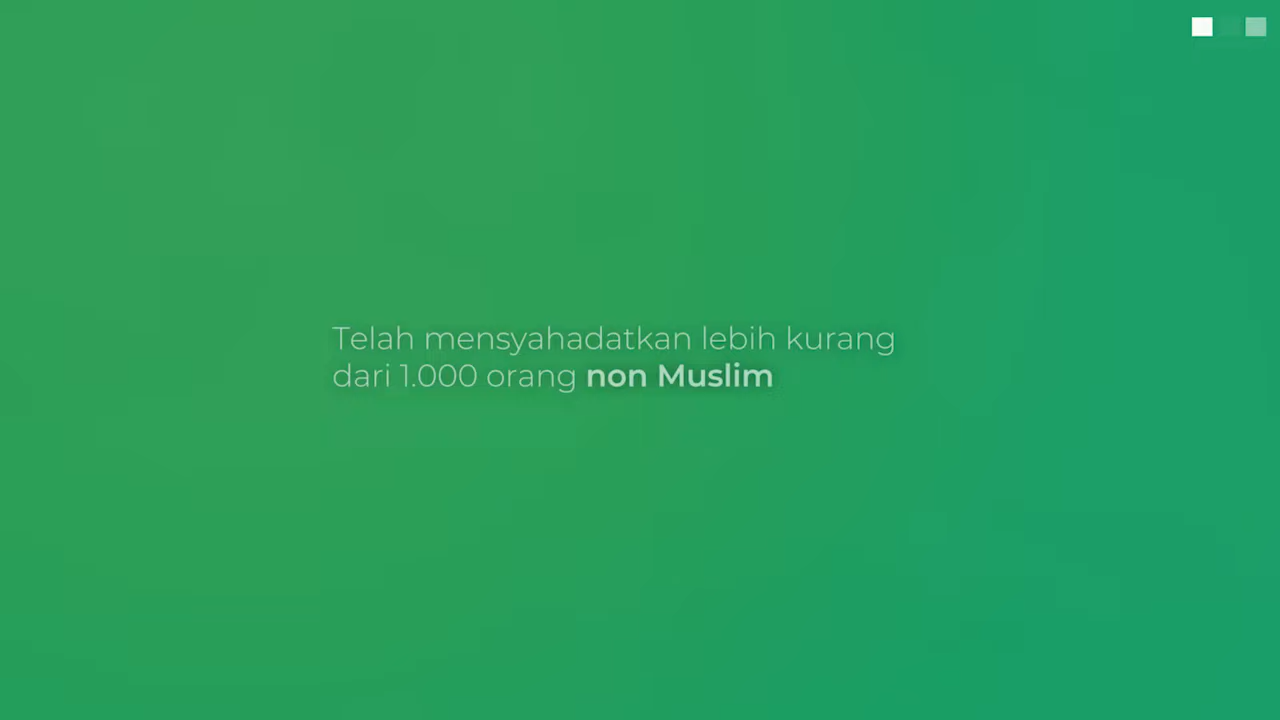 Telah mensyahadatkan lebih kurang
dari 1.000 orang non Muslim